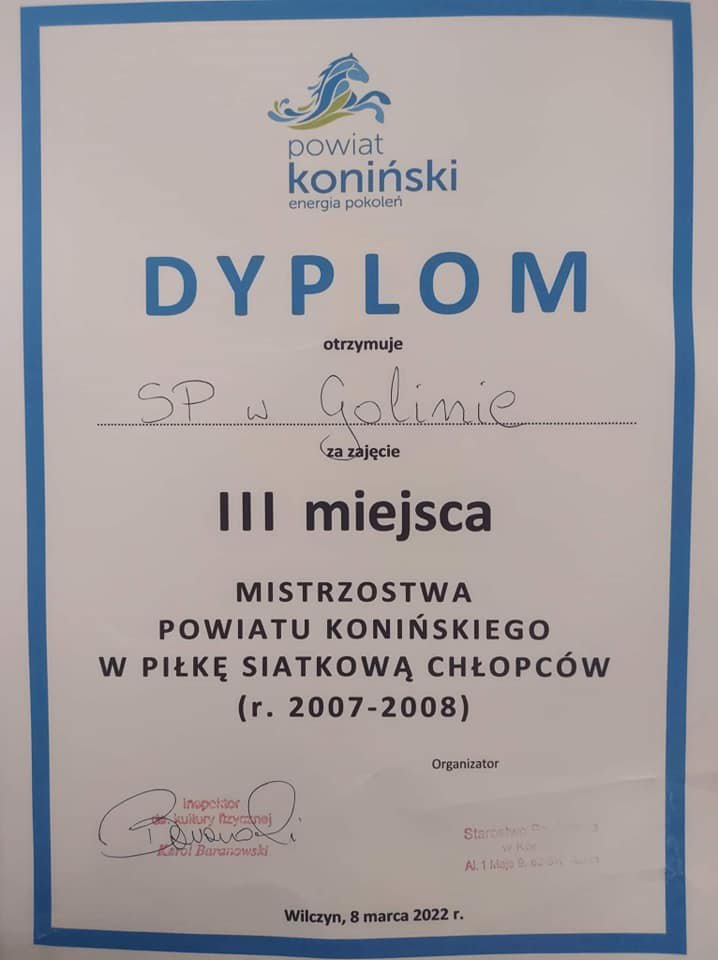 powiat
koniński
energia pokoleń
DYPLOM
otrzymuje
SP w Golinie
za zajęcie
III miejsca
MISTRZOSTWA
POWIATU KONIŃSKIEGO
W PIŁKĘ SIATKOWĄ CHŁOPCÓW
(r. 2007-2008)
Organizator
Inspektor
ds. kultury fizycznej
Karol Baranowski
Starostwo
w
Al. 1 Maja 9,
Wilczyn, 8 marca 2022 r.